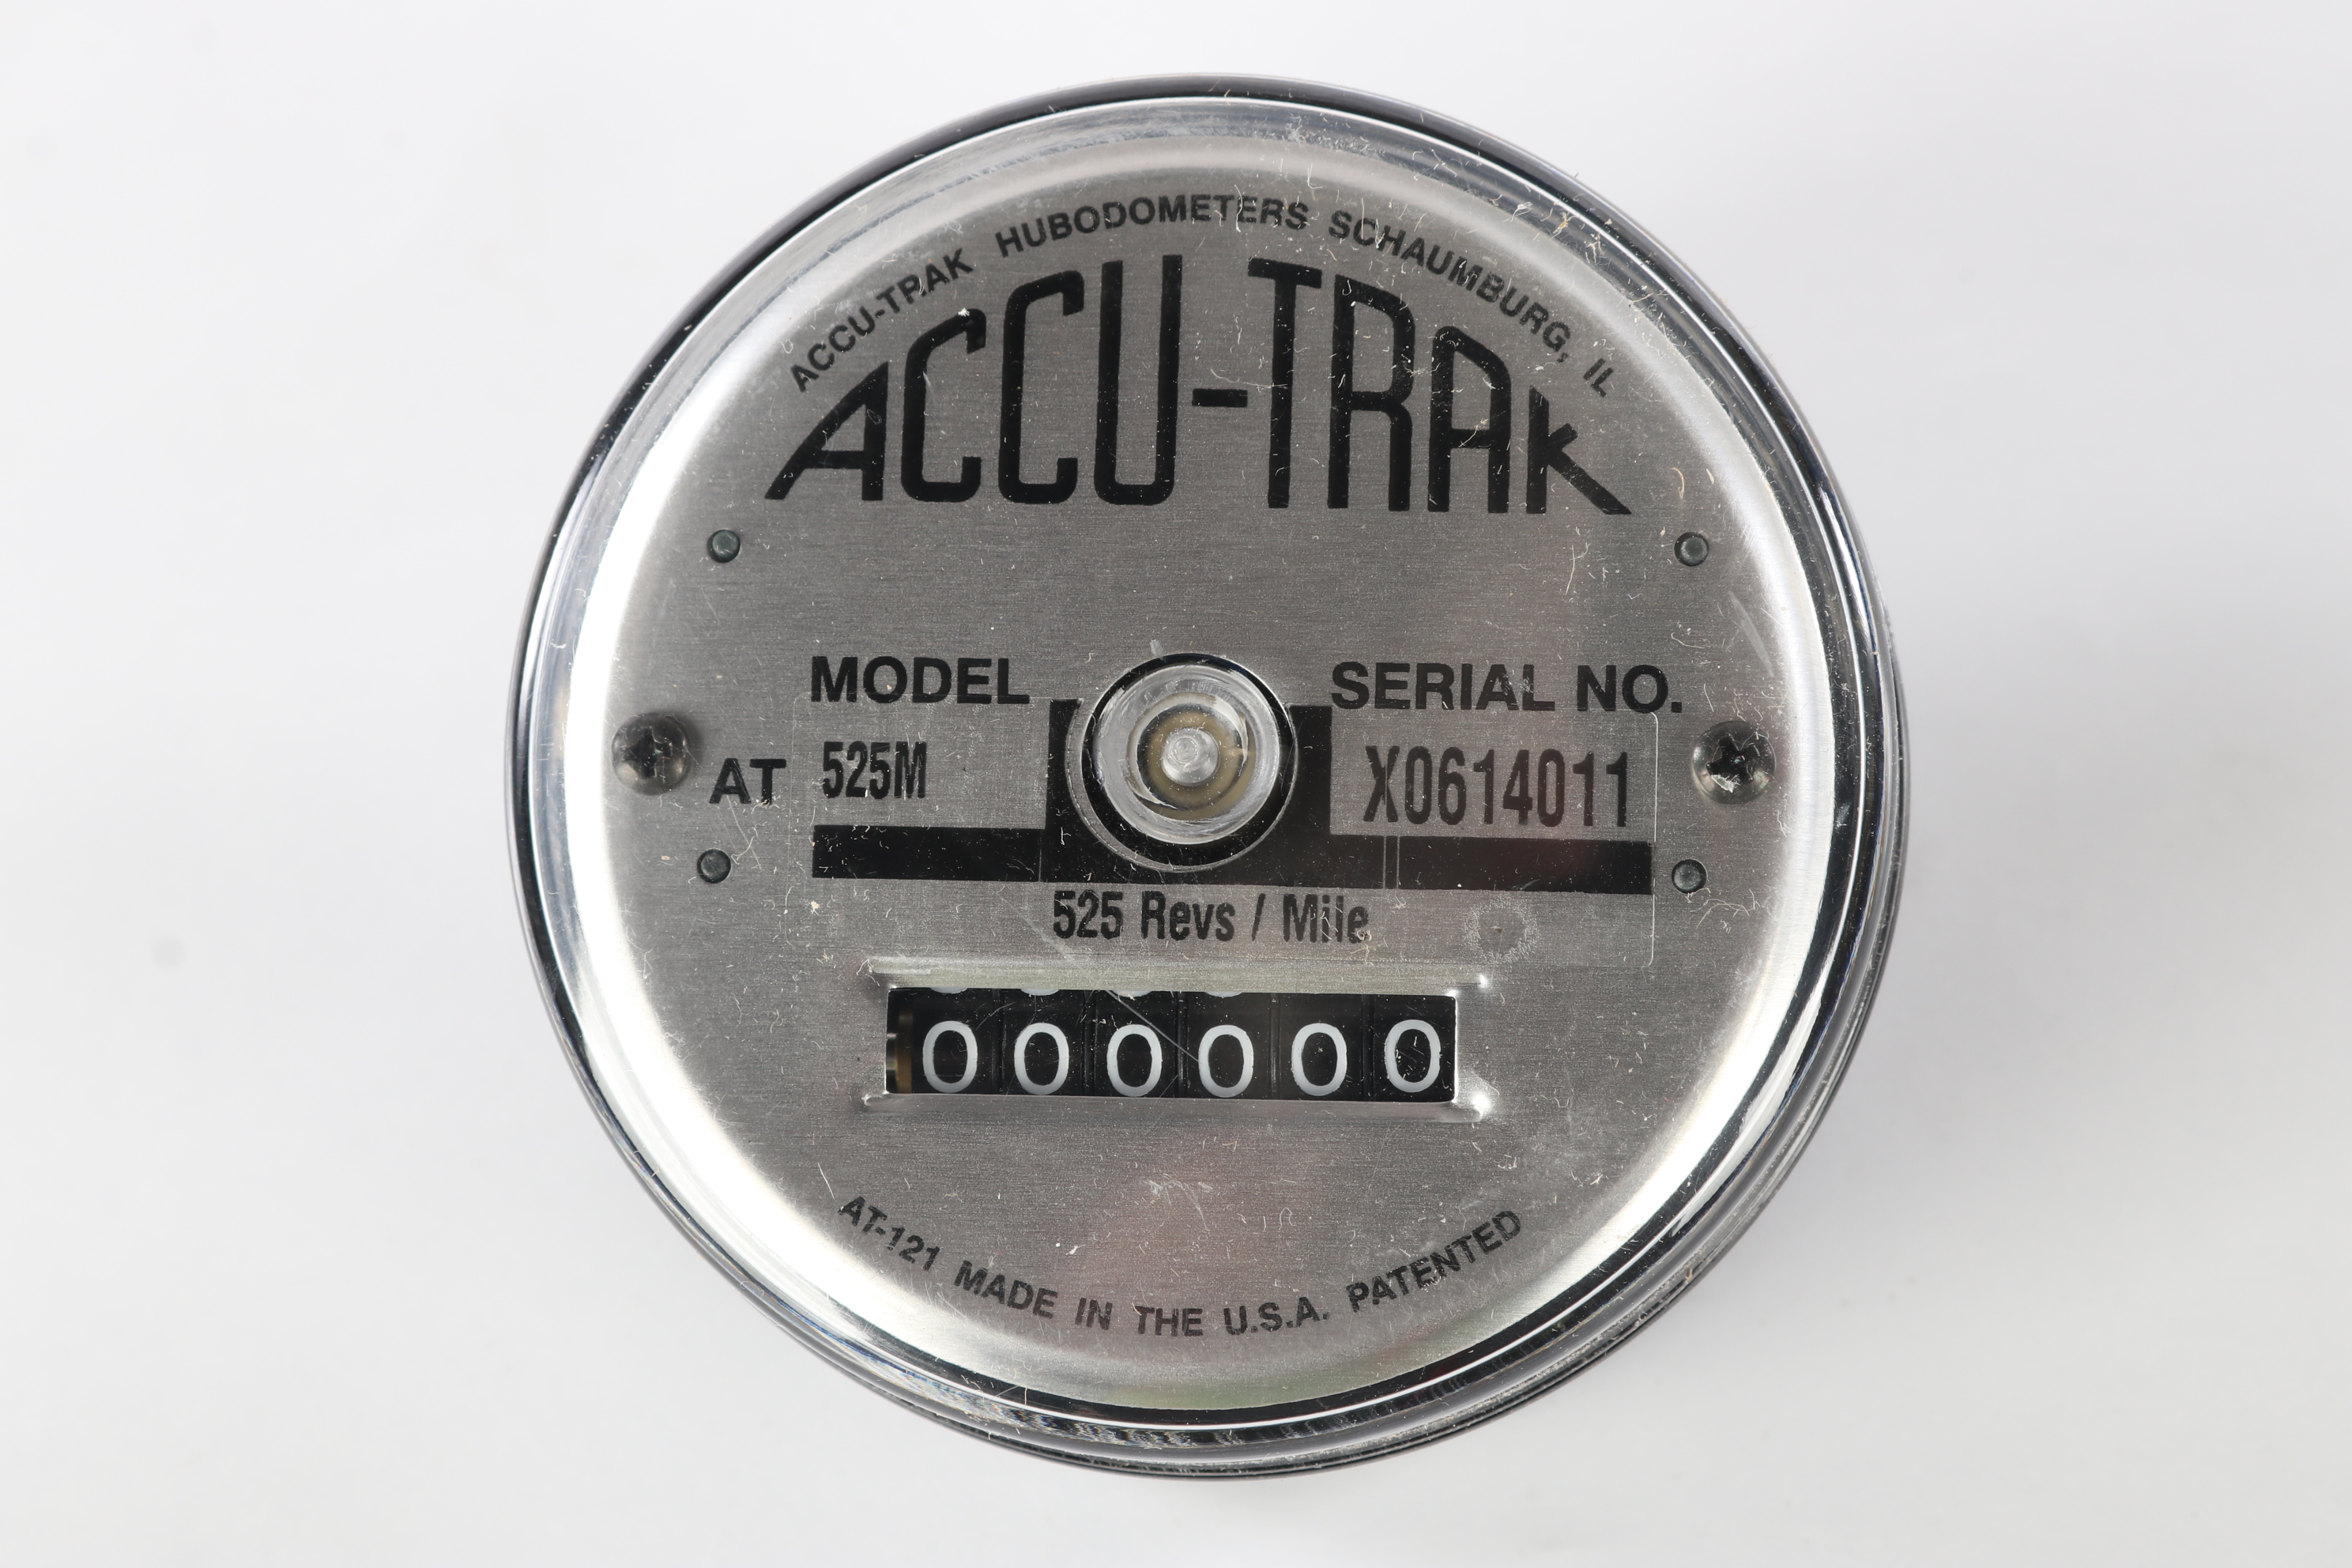 ACCU-TRAK HUBODOMETERS SCHAUMBURG, IL
ACCU-TRAK
MODEL SERIAL NO.
AT 525M X0614011
525 Revs / Mile
000000
AT-121 MADE IN THE U.S.A. PATENTED